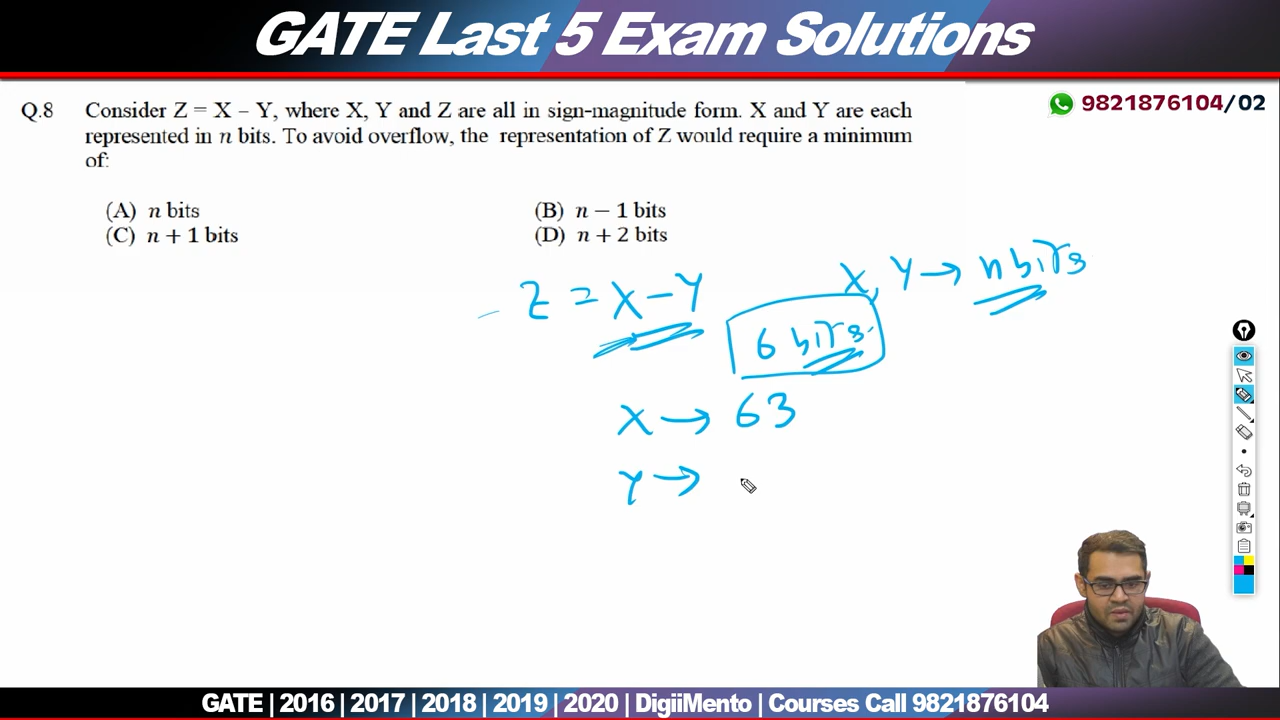 GATE Last 5 Exam Solutions
9821876104/02
Q.8 Consider Z = X – Y, where X, Y and Z are all in sign-magnitude form. X and Y are each
represented in n bits. To avoid overflow, the representation of Z would require a minimum
of:
(A) n bits (B) n − 1 bits
(C) n + 1 bits (D) n + 2 bits
X, Y → n bits
Z = X – Y
6 bits
X → 63
Y →
GATE | 2016 | 2017 | 2018 | 2019 | 2020 | DigiiMento | Courses Call 9821876104